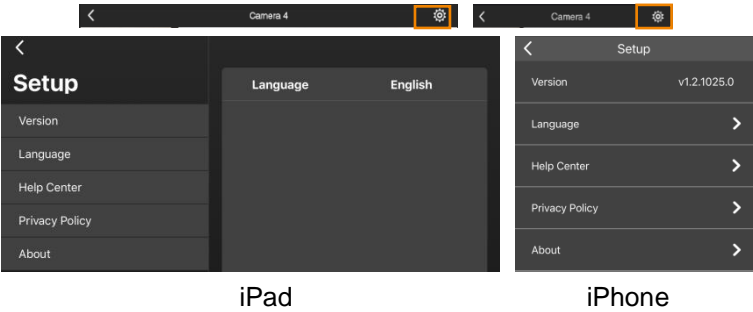 Camera 4
Camera 4
Setup
Version
Language
Help Center
Privacy Policy
About
Language English
Setup
Version v1.2.1025.0
Language
Help Center
Privacy Policy
About
iPad
iPhone